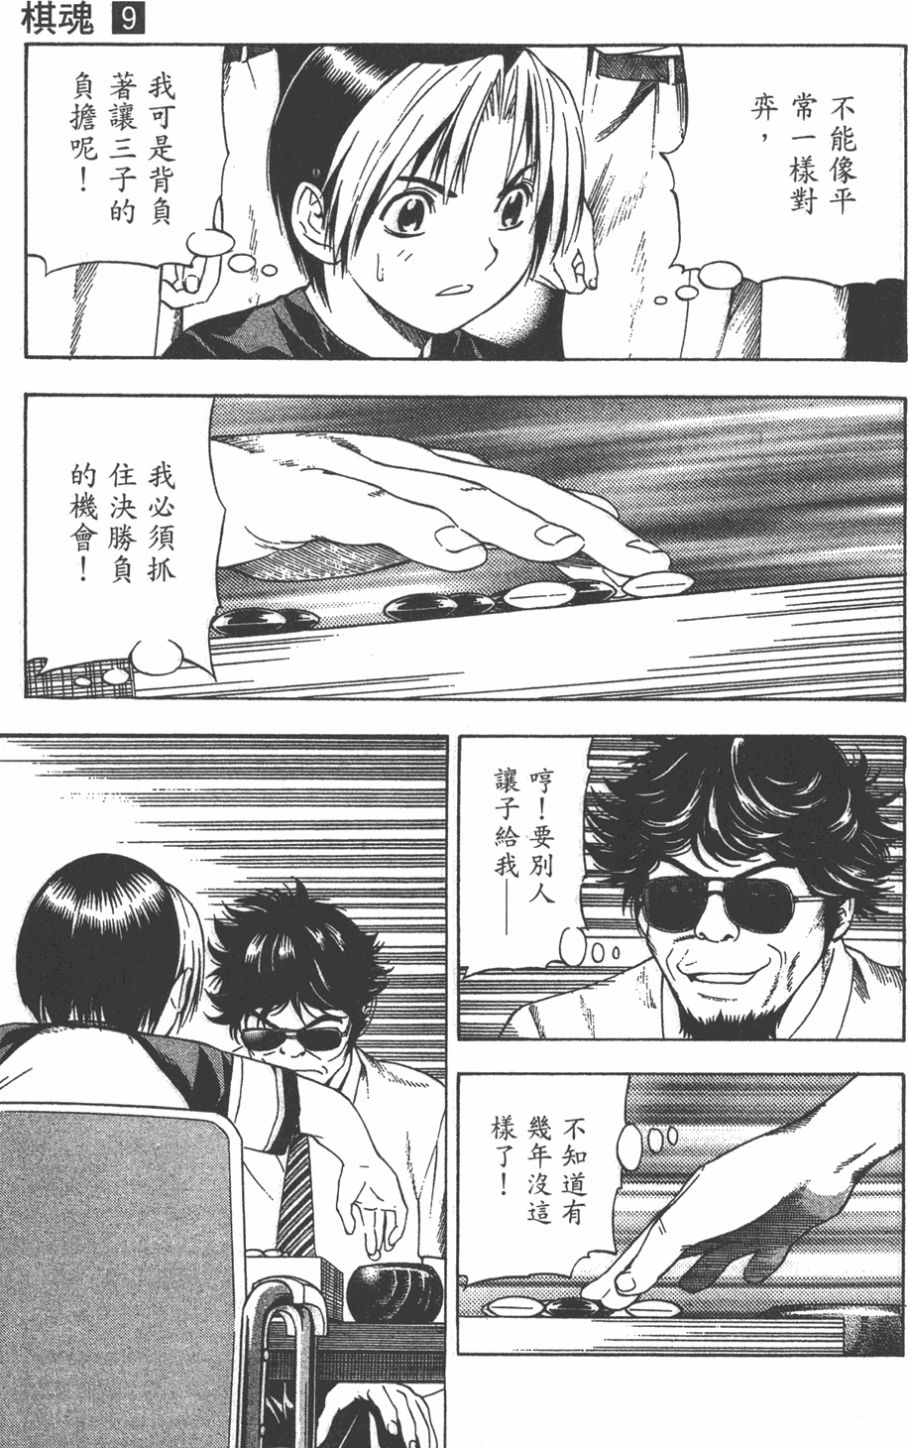 棋魂 9
不能像平
常一樣對
弈，
我可是背負
著讓三子的
負擔呢！
我必須抓
住決勝負
的機會！
哼！要別人
讓子給我——
不知道有
幾年沒這
樣了！